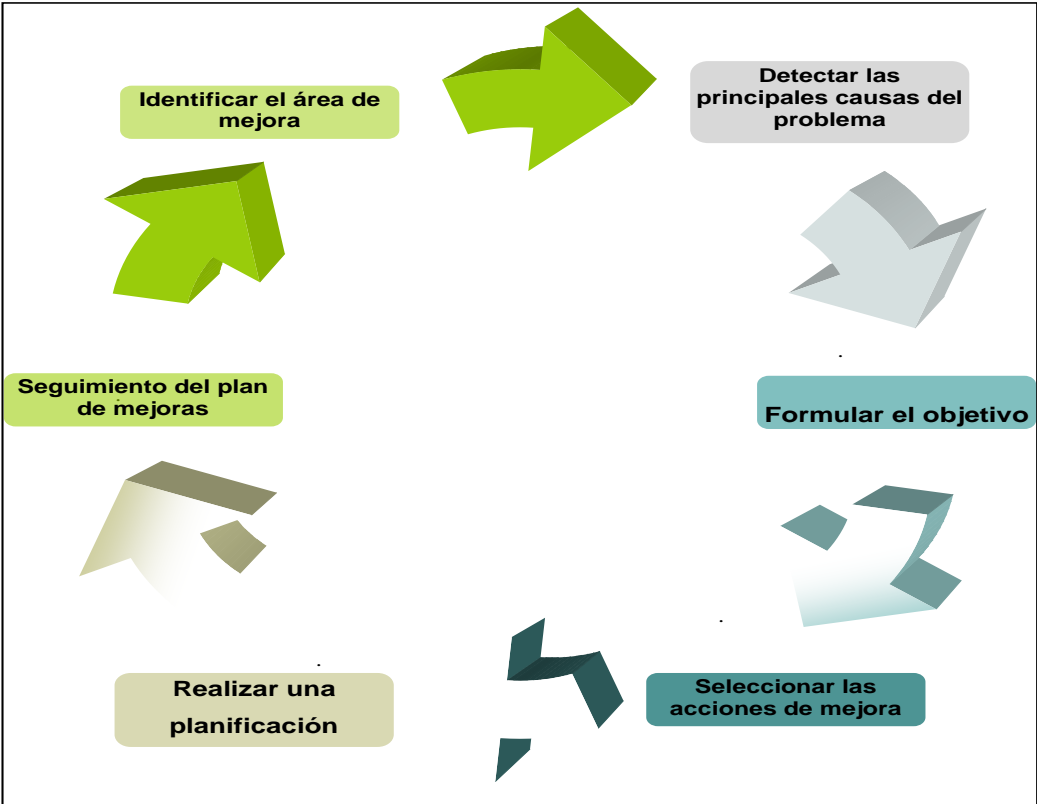 Identificar el área de
mejora
Detectar las
principales causas del
problema
Formular el objetivo
Seleccionar las
acciones de mejora
Realizar una
planificación
Seguimiento del plan
de mejoras